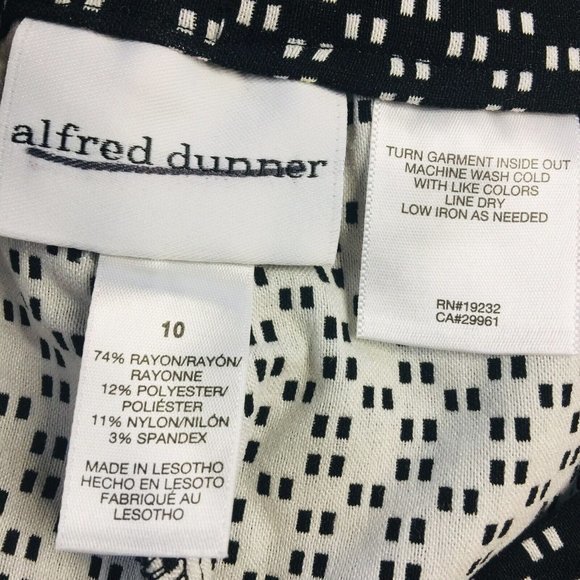 alfred dunner
10
74% RAYON/RAYÓN/
RAYONNE
12% POLYESTER/
POLIÉSTER
11% NYLON/NILÓN
3% SPANDEX
MADE IN LESOTHO
HECHO EN LESOTO
FABRIQUÉ AU
LESOTHO
TURN GARMENT INSIDE OUT
MACHINE WASH COLD
WITH LIKE COLORS
LINE DRY
LOW IRON AS NEEDED
RN#19232
CA#29961